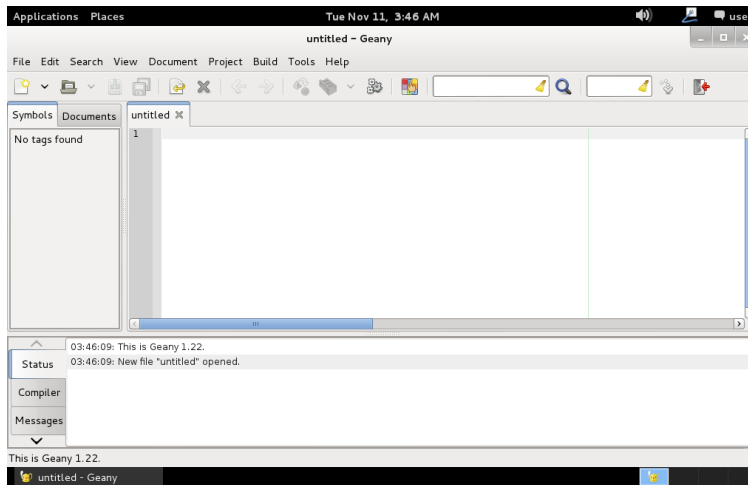 Applications Places Tue Nov 11, 3:46 AM use
untitled - Geany
File Edit Search View Document Project Build Tools Help
Symbols Documents untitled
No tags found 1
03:46:09: This is Geany 1.22.
Status 03:46:09: New file "untitled" opened.
Compiler
Messages
This is Geany 1.22.
untitled - Geany